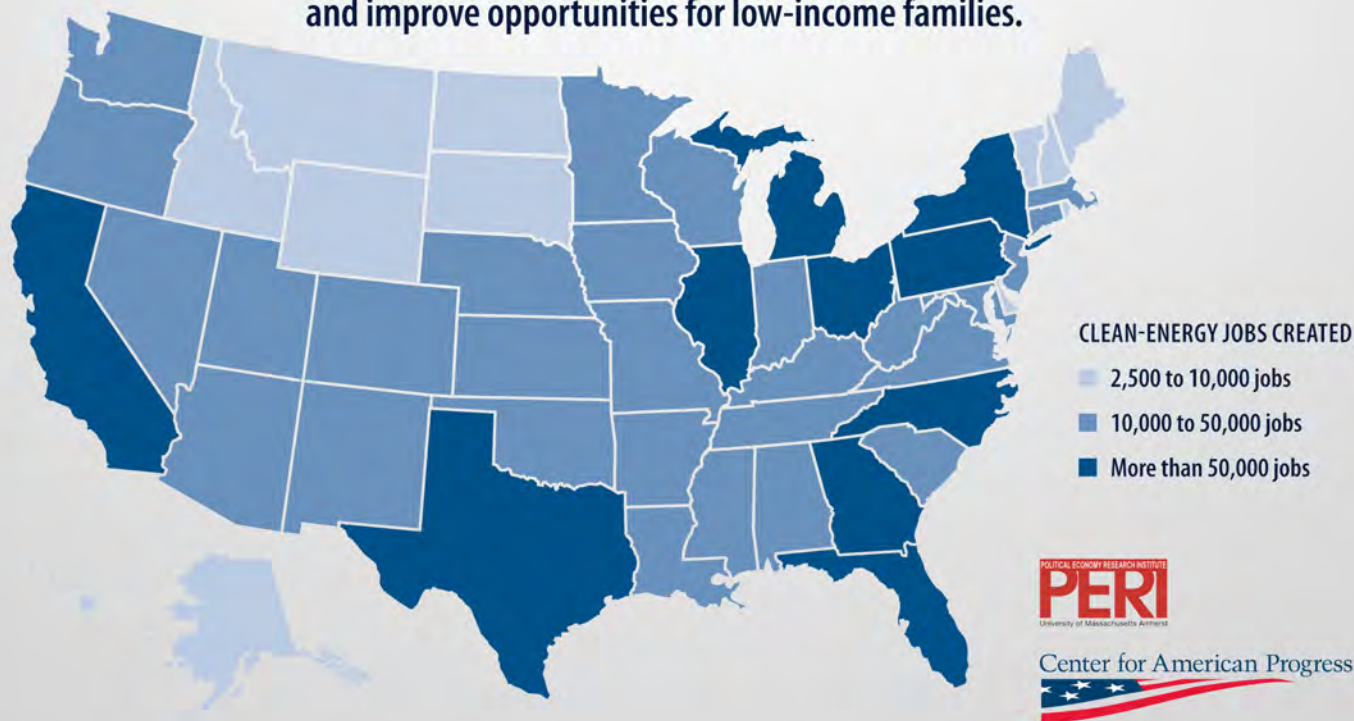 and improve opportunities for low-income families.
CLEAN-ENERGY JOBS CREATED
2,500 to 10,000 jobs
10,000 to 50,000 jobs
More than 50,000 jobs
POLITICAL ECONOMY RESEARCH INSTITUTE
PERI
University of Massachusetts Amherst
Center for American Progress